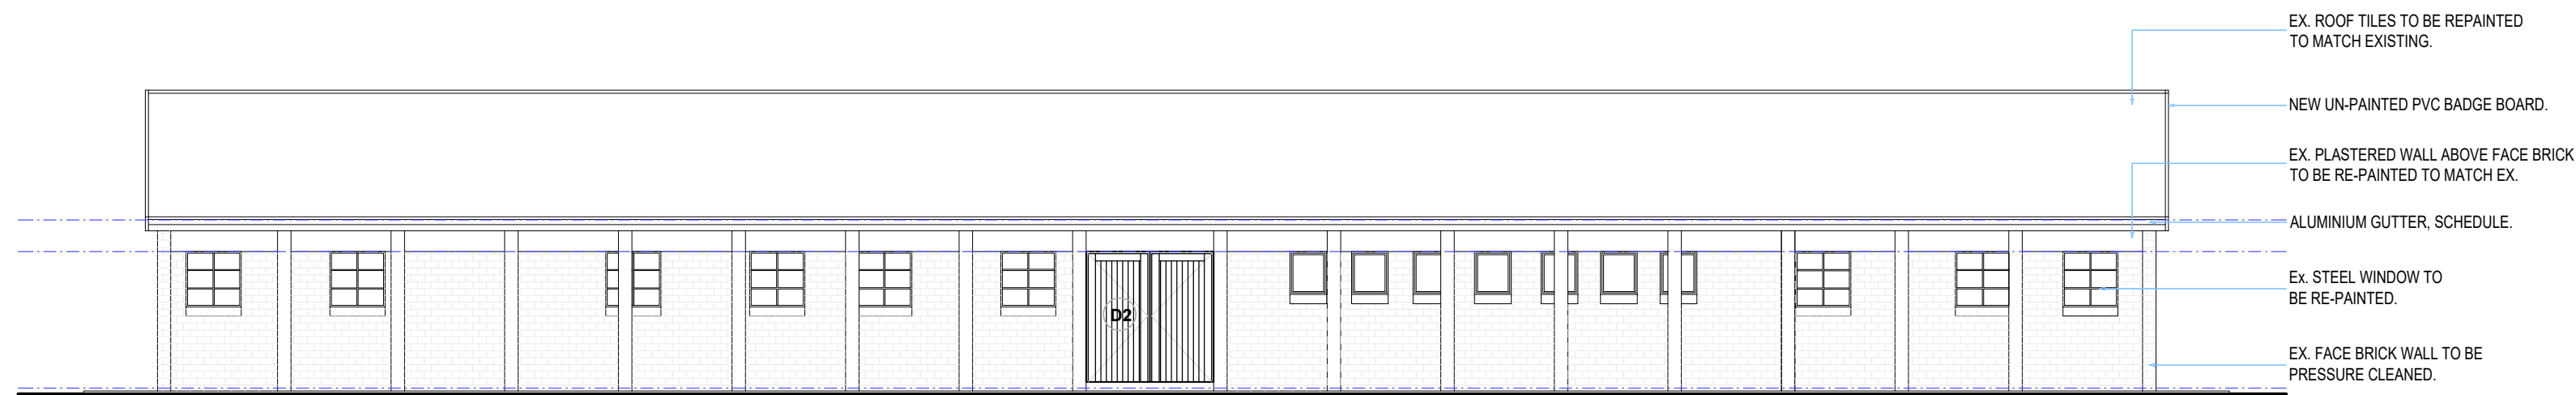 EX. ROOF TILES TO BE REPAINTED
TO MATCH EXISTING.
NEW UN-PAINTED PVC BADGE BOARD.
EX. PLASTERED WALL ABOVE FACE BRICK
TO BE RE-PAINTED TO MATCH EX.
ALUMINIUM GUTTER, SCHEDULE.
Ex. STEEL WINDOW TO
BE RE-PAINTED.
D2
EX. FACE BRICK WALL TO BE
PRESSURE CLEANED.